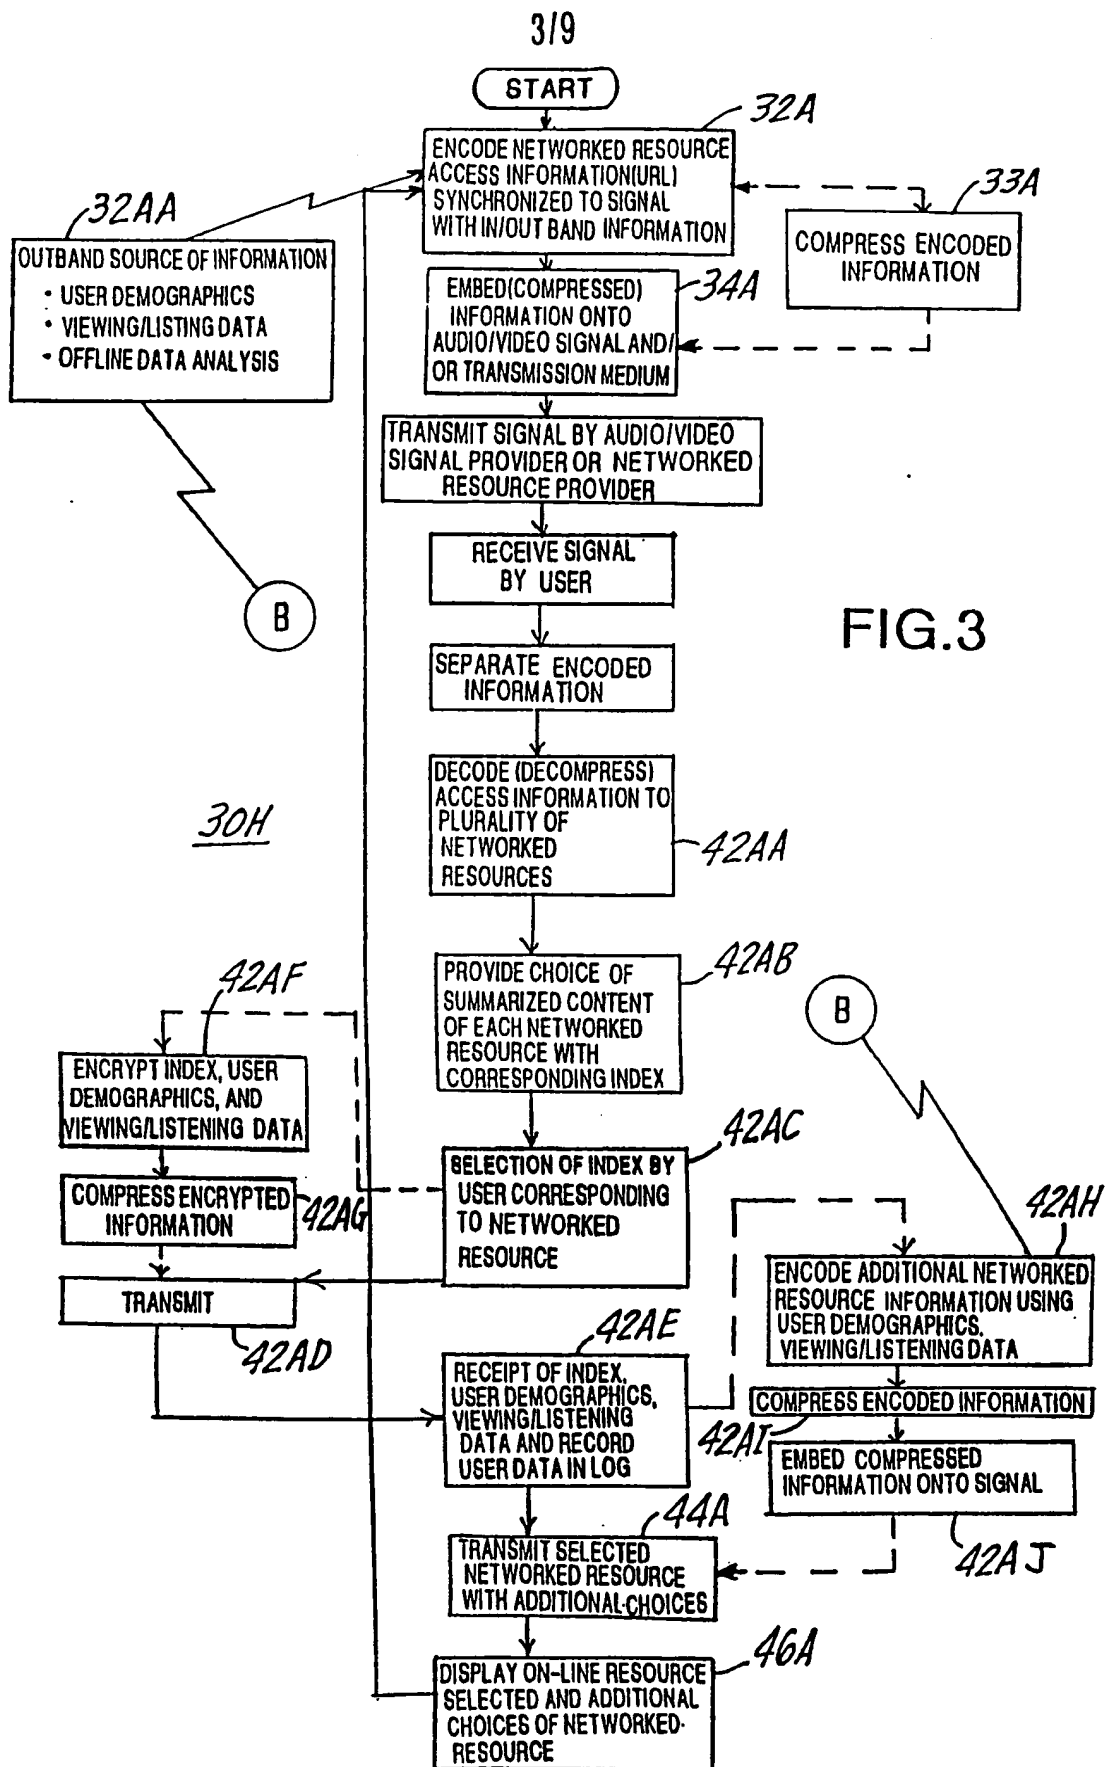 3/9
START
32A
ENCODE NETWORKED RESOURCE
ACCESS INFORMATION(URL)
SYNCHRONIZED TO SIGNAL
WITH IN/OUT BAND INFORMATION
33A
COMPRESS ENCODED
INFORMATION
32AA
OUTBAND SOURCE OF INFORMATION
• USER DEMOGRAPHICS
• VIEWING/LISTING DATA
• OFFLINE DATA ANALYSIS
34A
EMBED(COMPRESSED)
INFORMATION ONTO
AUDIO/VIDEO SIGNAL AND/
OR TRANSMISSION MEDIUM
TRANSMIT SIGNAL BY AUDIO/VIDEO
SIGNAL PROVIDER OR NETWORKED
RESOURCE PROVIDER
RECEIVE SIGNAL
BY USER
B
FIG.3
SEPARATE ENCODED
INFORMATION
DECODE (DECOMPRESS)
ACCESS INFORMATION TO
PLURALITY OF
NETWORKED
RESOURCES
42AA
30H
PROVIDE CHOICE OF
SUMMARIZED CONTENT
OF EACH NETWORKED
RESOURCE WITH
CORRESPONDING INDEX
42AB
B
42AF
ENCRYPT INDEX, USER
DEMOGRAPHICS, AND
VIEWING/LISTENING DATA
42AC
SELECTION OF INDEX BY
USER CORRESPONDING
TO NETWORKED
RESOURCE
COMPRESS ENCRYPTED
INFORMATION
42AG
TRANSMIT
42AD
42AH
ENCODE ADDITIONAL NETWORKED
RESOURCE INFORMATION USING
USER DEMOGRAPHICS,
VIEWING/LISTENING DATA
42AE
RECEIPT OF INDEX,
USER DEMOGRAPHICS,
VIEWING/LISTENING
DATA AND RECORD
USER DATA IN LOG
COMPRESS ENCODED INFORMATION
42AI
EMBED COMPRESSED
INFORMATION ONTO SIGNAL
42AJ
44A
TRANSMIT SELECTED
NETWORKED RESOURCE
WITH ADDITIONAL·CHOICES
46A
DISPLAY ON-LINE RESOURCE
SELECTED AND ADDITIONAL
CHOICES OF NETWORKED·
RESOURCE